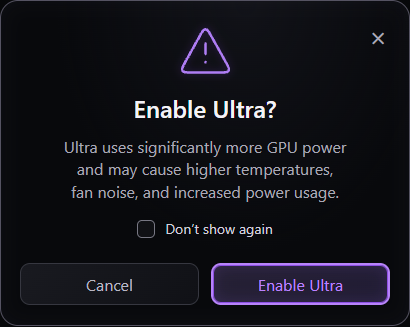 Enable Ultra?
Ultra uses significantly more GPU power
and may cause higher temperatures,
fan noise, and increased power usage.
Don't show again
Cancel
Enable Ultra